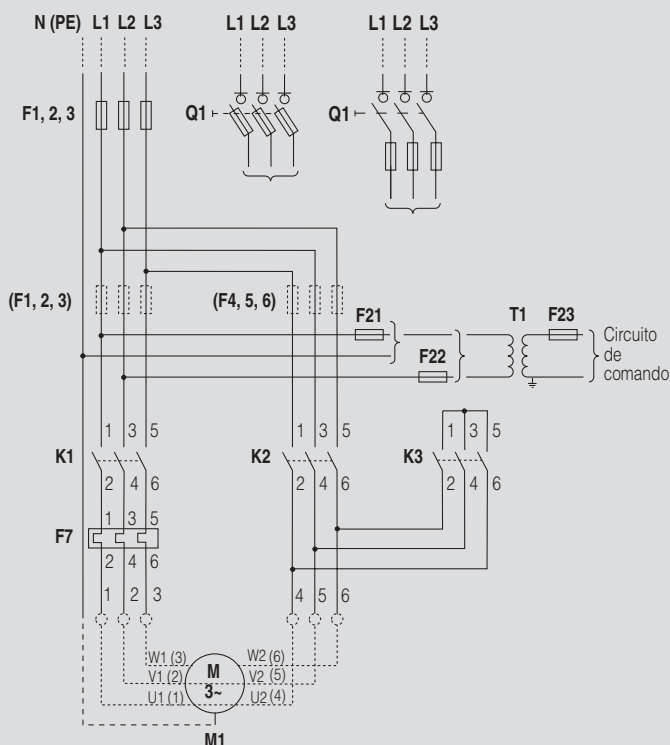 N (PE) L1 L2 L3
L1 L2 L3
L1 L2 L3
F1, 2, 3
Q1
Q1
(F1, 2, 3)
(F4, 5, 6)
F21
F22
T1
F23
Circuito
de
comando
1 3 5
K1
2 4 6
1 3 5
K2
2 4 6
1 3 5
K3
2 4 6
1 3 5
F7
2 4 6
1 2 3
4 5 6
W1 (3)
V1 (2)
U1 (1)
M
3~
W2 (6)
V2 (5)
U2 (4)
M1